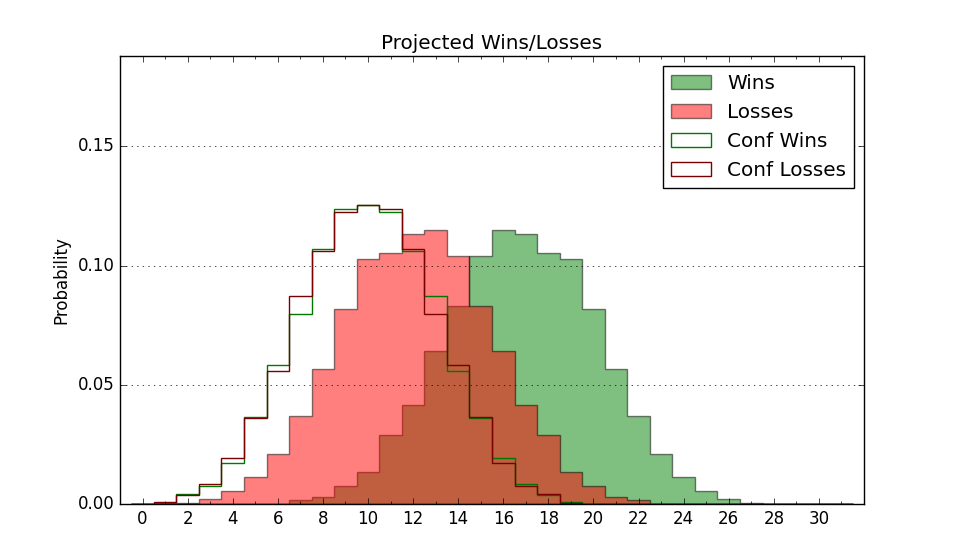 Projected Wins/Losses
Wins
Losses
Conf Wins
Conf Losses
Probability
0.15
0.10
0.05
0.00
0 2 4 6 8 10 12 14 16 18 20 22 24 26 28 30